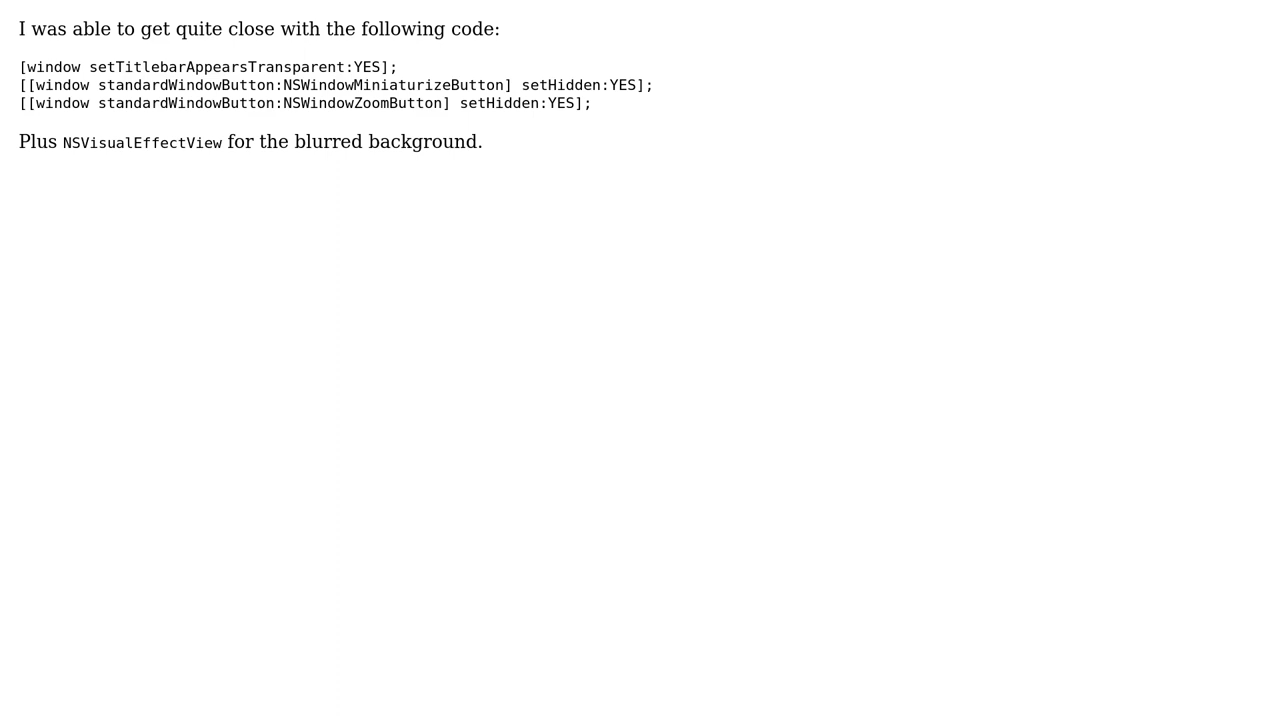 I was able to get quite close with the following code:
[window setTitlebarAppearsTransparent:YES];
[[window standardWindowButton:NSWindowMiniaturizeButton] setHidden:YES];
[[window standardWindowButton:NSWindowZoomButton] setHidden:YES];
Plus NSVisualEffectView for the blurred background.